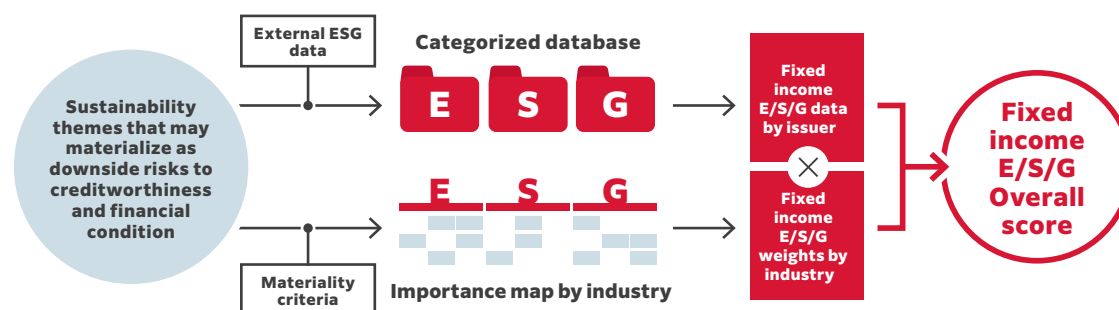 Sustainability
themes that may
materialize as
downside risks to
creditworthiness
and financial
condition
External ESG
data
Categorized database
E S G
Fixed
income
E/S/G data
by issuer
×
Materiality
criteria
E S G
Importance map by industry
Fixed
income
E/S/G
weights by
industry
Fixed
income
E/S/G
Overall
score